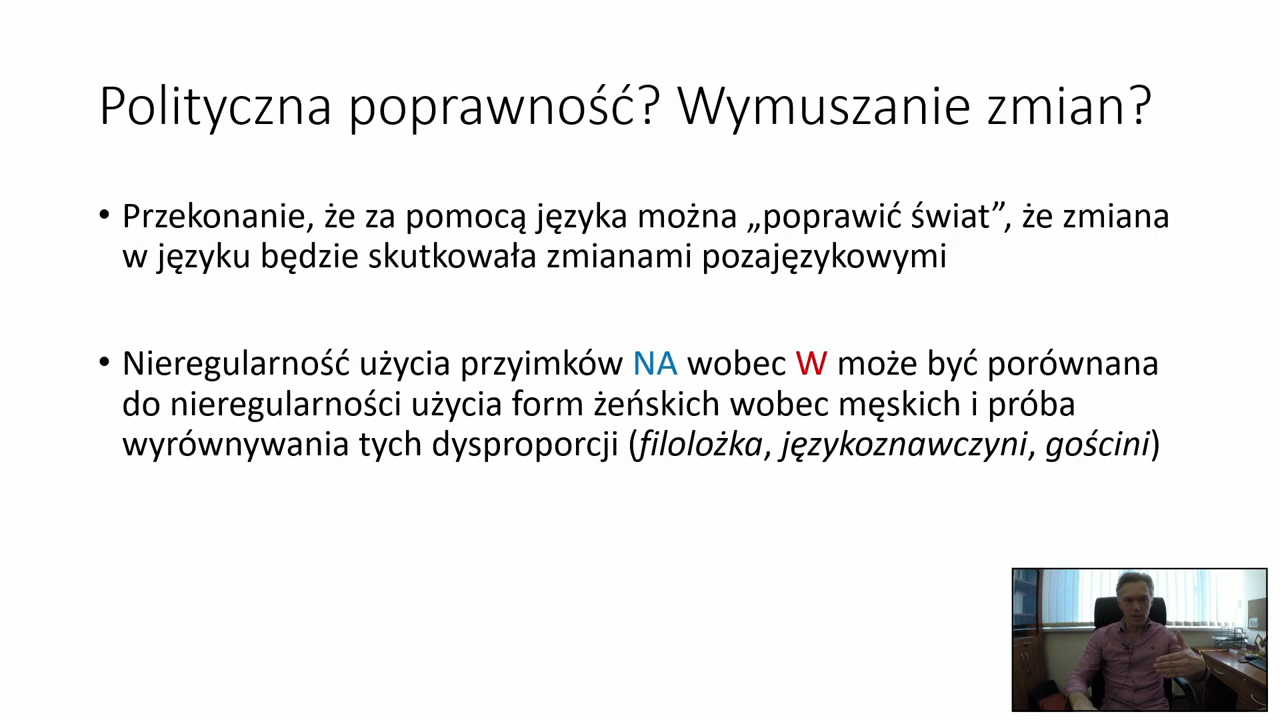 Polityczna poprawność? Wymuszanie zmian?
• Przekonanie, że za pomocą języka można „poprawić świat”, że zmiana
w języku będzie skutkowała zmianami pozajęzykowymi
• Nieregularność użycia przyimków NA wobec W może być porównana
do nieregularności użycia form żeńskich wobec męskich i próba
wyrównywania tych dysproporcji (filolożka, językoznawczyni, gościni)